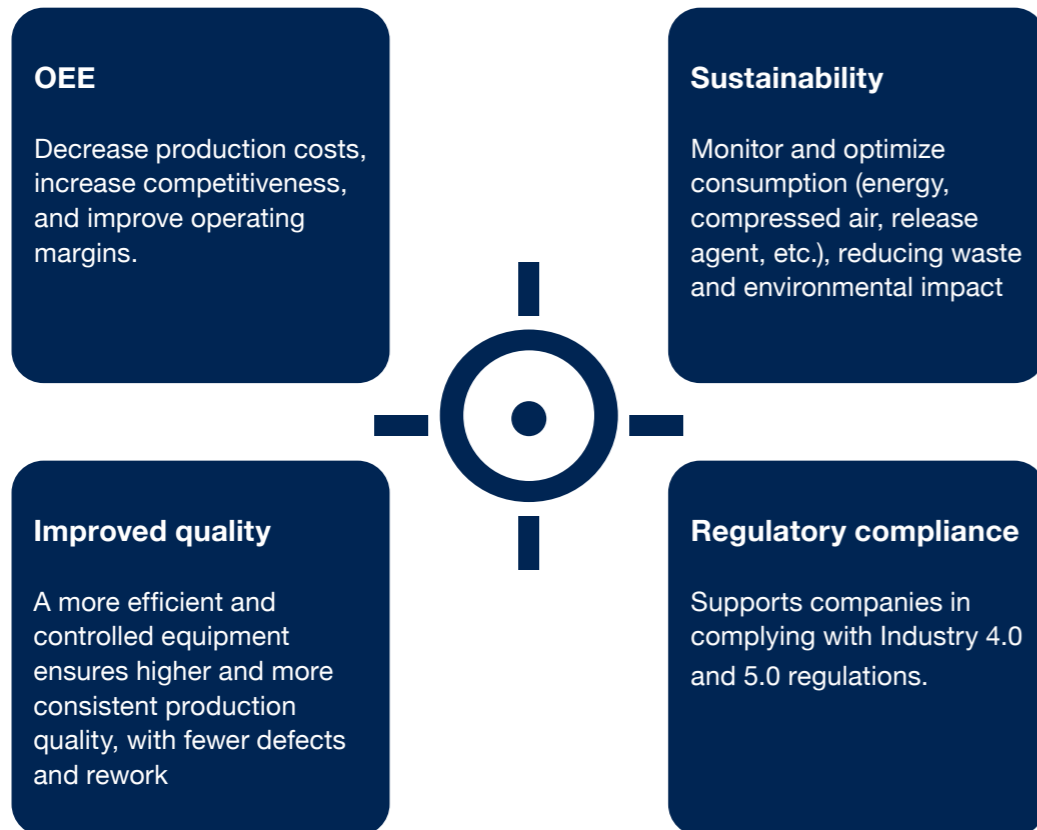 OEE
Decrease production costs,
increase competitiveness,
and improve operating
margins.
Sustainability
Monitor and optimize
consumption (energy,
compressed air, release
agent, etc.), reducing waste
and environmental impact
Improved quality
A more efficient and
controlled equipment
ensures higher and more
consistent production
quality, with fewer defects
and rework
Regulatory compliance
Supports companies in
complying with Industry 4.0
and 5.0 regulations.